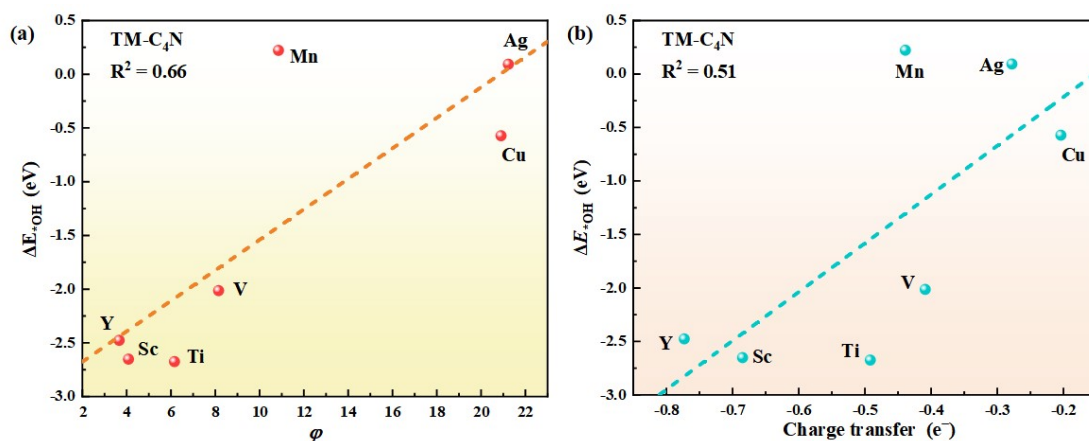 (a)
TM-C₄N
R² = 0.66
Mn
Ag
Cu
V
Y
Sc
Ti
ΔE*OH (eV)
0.5
0.0
-0.5
-1.0
-1.5
-2.0
-2.5
-3.0
2 4 6 8 10 12 14 16 18 20 22
φ
(b)
TM-C₄N
R² = 0.51
Mn
Ag
Cu
V
Y
Sc
Ti
ΔE*OH (eV)
0.5
0.0
-0.5
-1.0
-1.5
-2.0
-2.5
-3.0
-0.8 -0.7 -0.6 -0.5 -0.4 -0.3 -0.2
Charge transfer (e⁻)